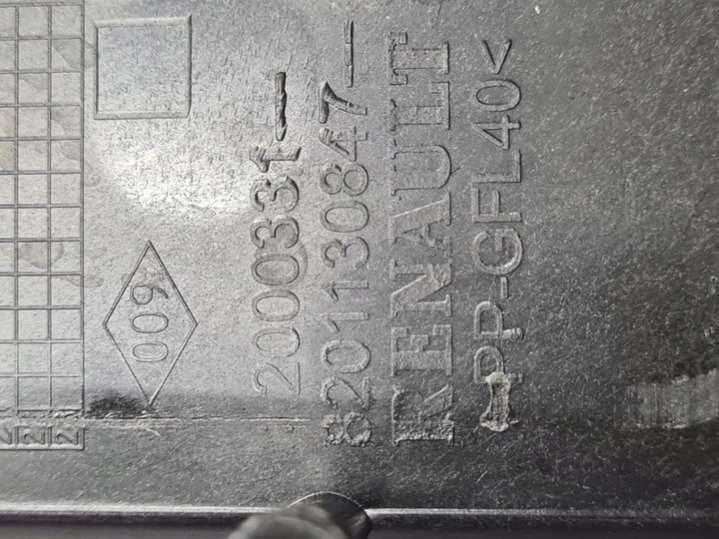 009
2000331-
8201130847-
RENAULT
>PP-GFL40<